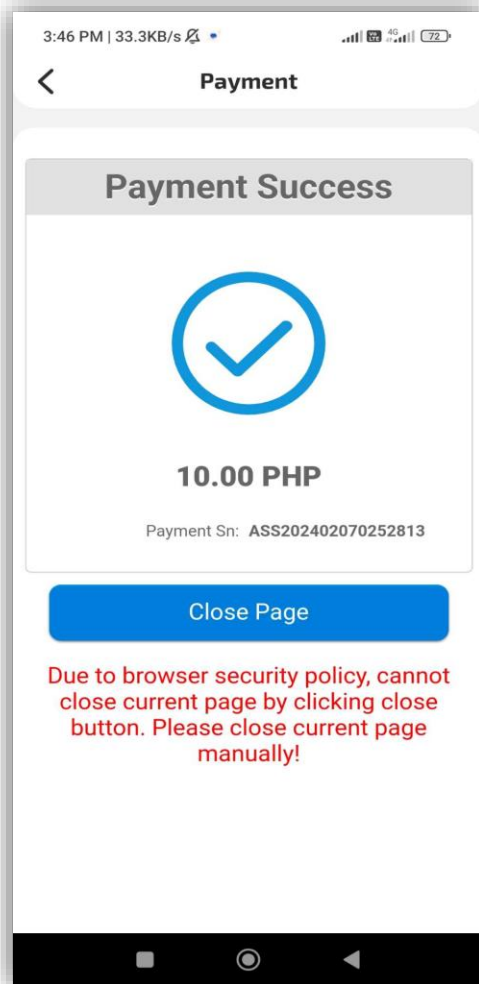 3:46 PM | 33.3KB/s 4G 72
Payment
Payment Success
10.00 PHP
Payment Sn: ASS202402070252813
Close Page
Due to browser security policy, cannot
close current page by clicking close
button. Please close current page
manually!